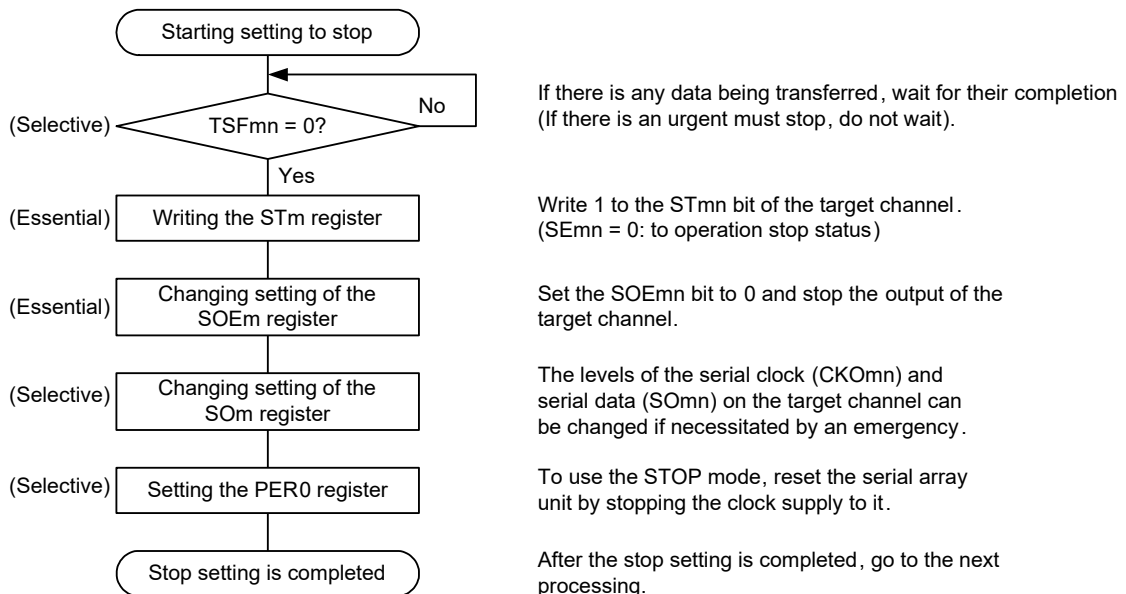 Starting setting to stop
(Selective)
TSFmn = 0?
No
If there is any data being transferred, wait for their completion
(If there is an urgent must stop, do not wait).
Yes
(Essential)
Writing the STm register
Write 1 to the STmn bit of the target channel.
(SEmn = 0: to operation stop status)
(Essential)
Changing setting of the
SOEm register
Set the SOEmn bit to 0 and stop the output of the
target channel.
(Selective)
Changing setting of the
SOm register
The levels of the serial clock (CKOmn) and
serial data (SOmn) on the target channel can
be changed if necessitated by an emergency.
(Selective)
Setting the PER0 register
To use the STOP mode, reset the serial array
unit by stopping the clock supply to it.
Stop setting is completed
After the stop setting is completed, go to the next
processing.